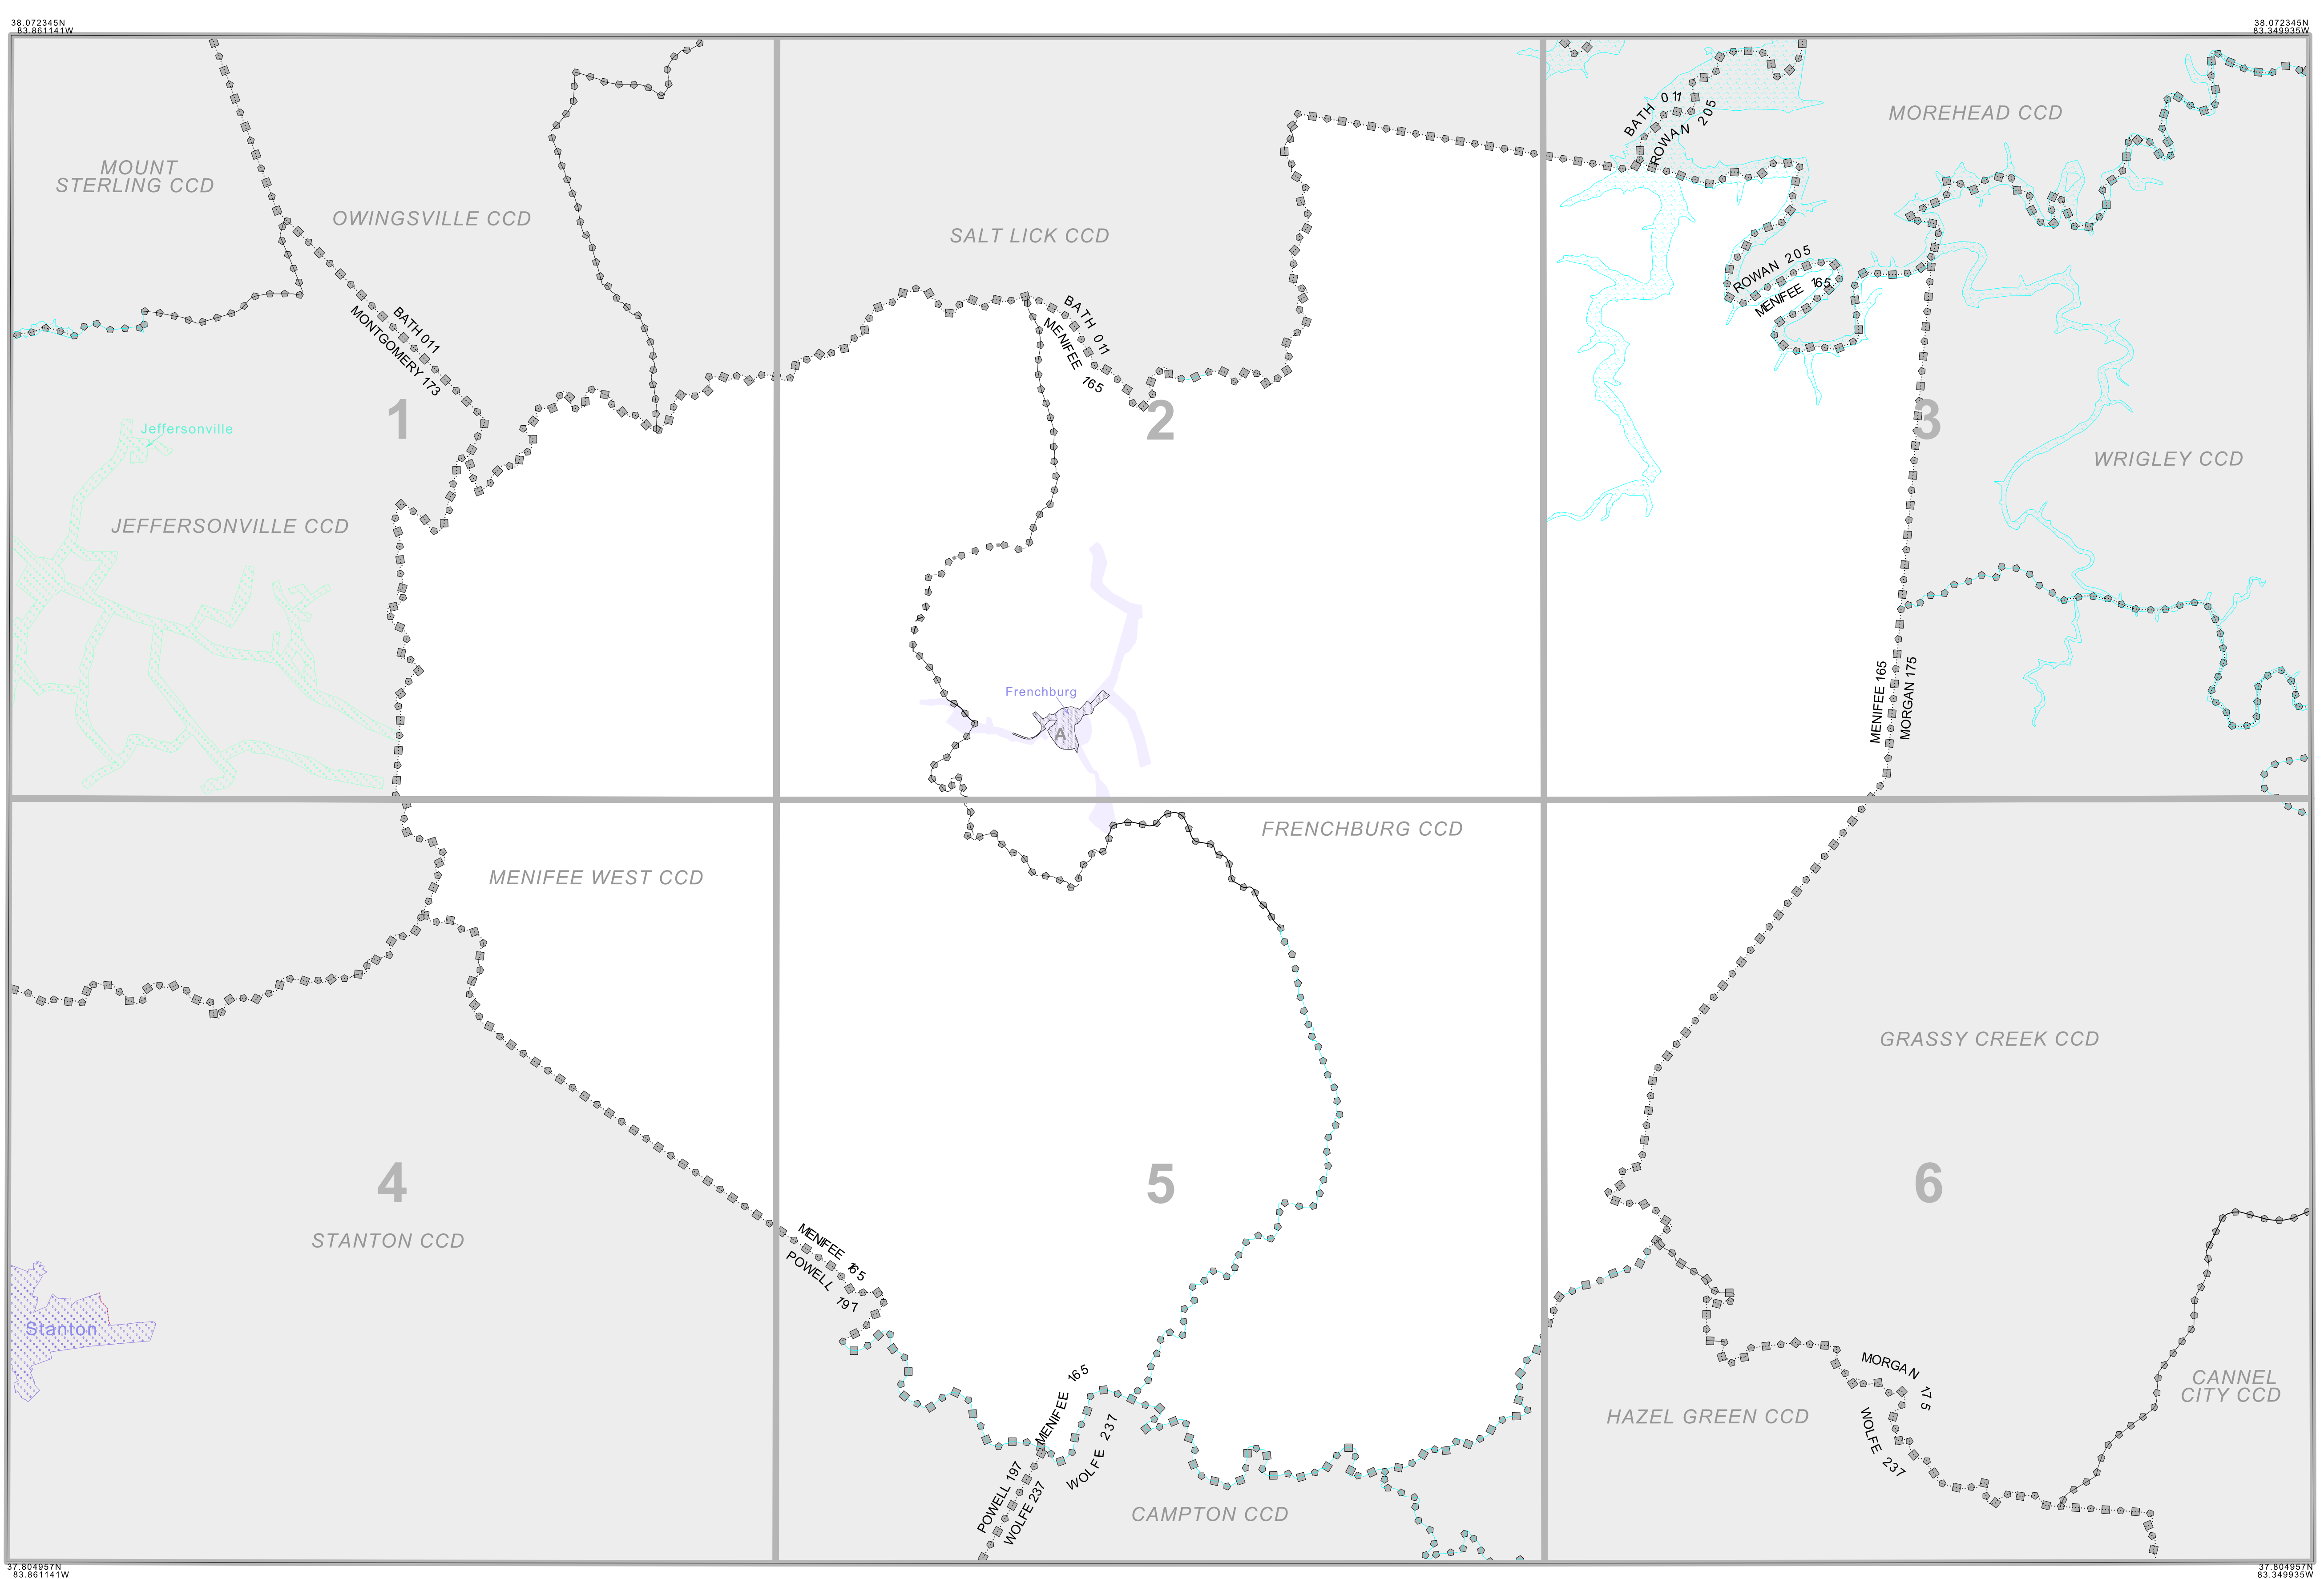 38.072345N
83.861141W
38.072345N
83.349935W
BATH 011
ROWAN 205
MOREHEAD CCD
MOUNT
STERLING CCD
OWINGSVILLE CCD
SALT LICK CCD
ROWAN 205
MENIFEE 165
BATH 011
MONTGOMERY 173
BATH 011
MENIFEE 165
1
2
3
Jeffersonville
WRIGLEY CCD
JEFFERSONVILLE CCD
Frenchburg
A
MENIFEE 165
MORGAN 175
FRENCHBURG CCD
MENIFEE WEST CCD
GRASSY CREEK CCD
4
5
6
STANTON CCD
MENIFEE 165
POWELL 197
Stanton
MENIFEE 165
WOLFE 237
MORGAN 175
WOLFE 237
CANNEL
CITY CCD
HAZEL GREEN CCD
POWELL 197
WOLFE 237
CAMPTON CCD
37.804957N
83.861141W
37.804957N
83.349935W